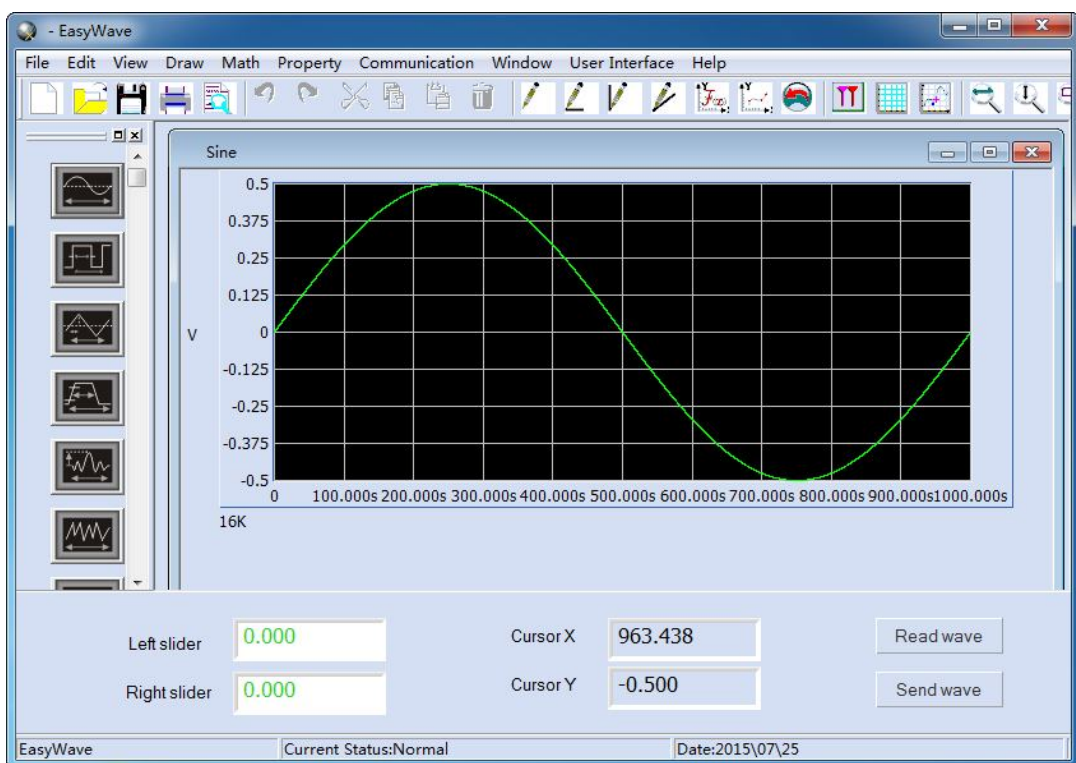 - EasyWave
File Edit View Draw Math Property Communication Window User Interface Help
Sine
0.5
0.375
0.25
0.125
V
0
-0.125
-0.25
-0.375
-0.5
0 100.000s 200.000s 300.000s 400.000s 500.000s 600.000s 700.000s 800.000s 900.000s 1000.000s
16K
Left slider 0.000 Cursor X 963.438 Read wave
Right slider 0.000 Cursor Y -0.500 Send wave
EasyWave Current Status:Normal Date:2015\07\25